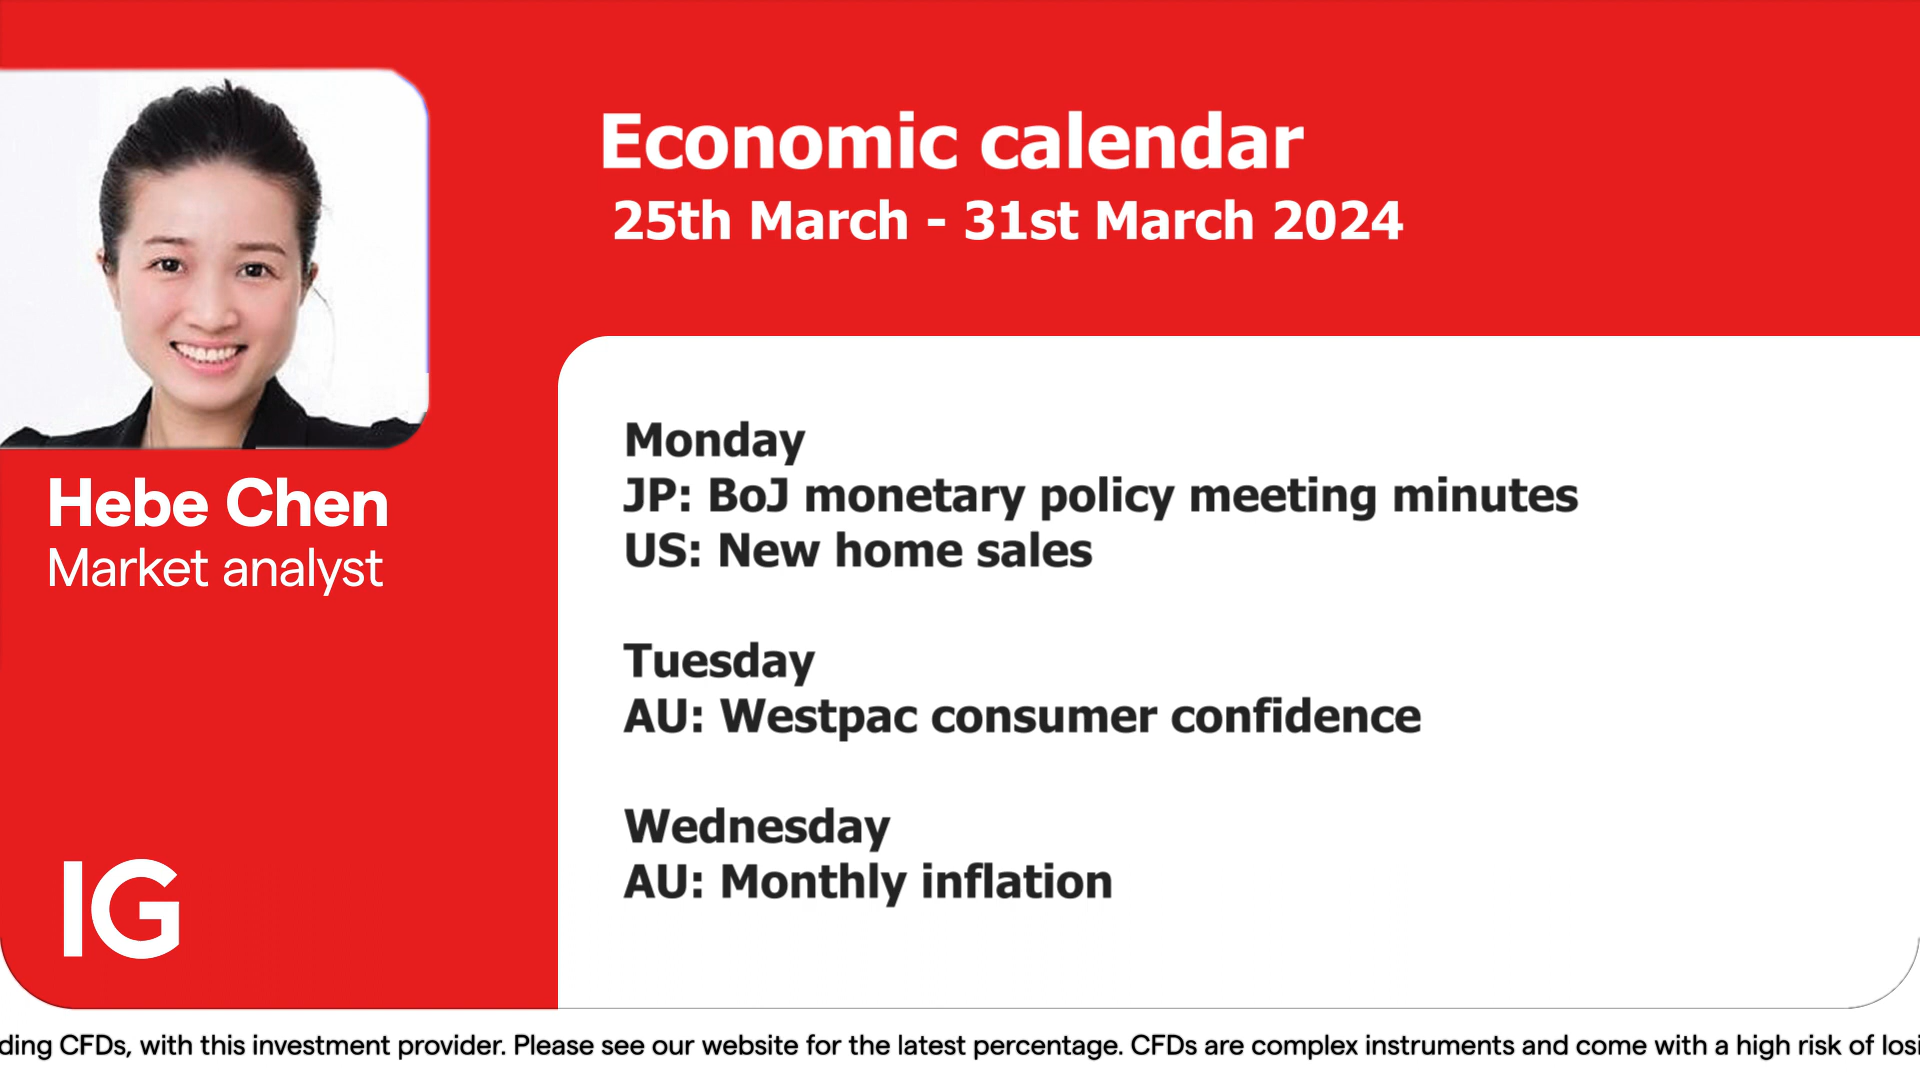 Economic calendar
25th March - 31st March 2024
Hebe Chen
Market analyst
Monday
JP: BoJ monetary policy meeting minutes
US: New home sales
Tuesday
AU: Westpac consumer confidence
Wednesday
AU: Monthly inflation
IG
ding CFDs, with this investment provider. Please see our website for the latest percentage. CFDs are complex instruments and come with a high risk of losi